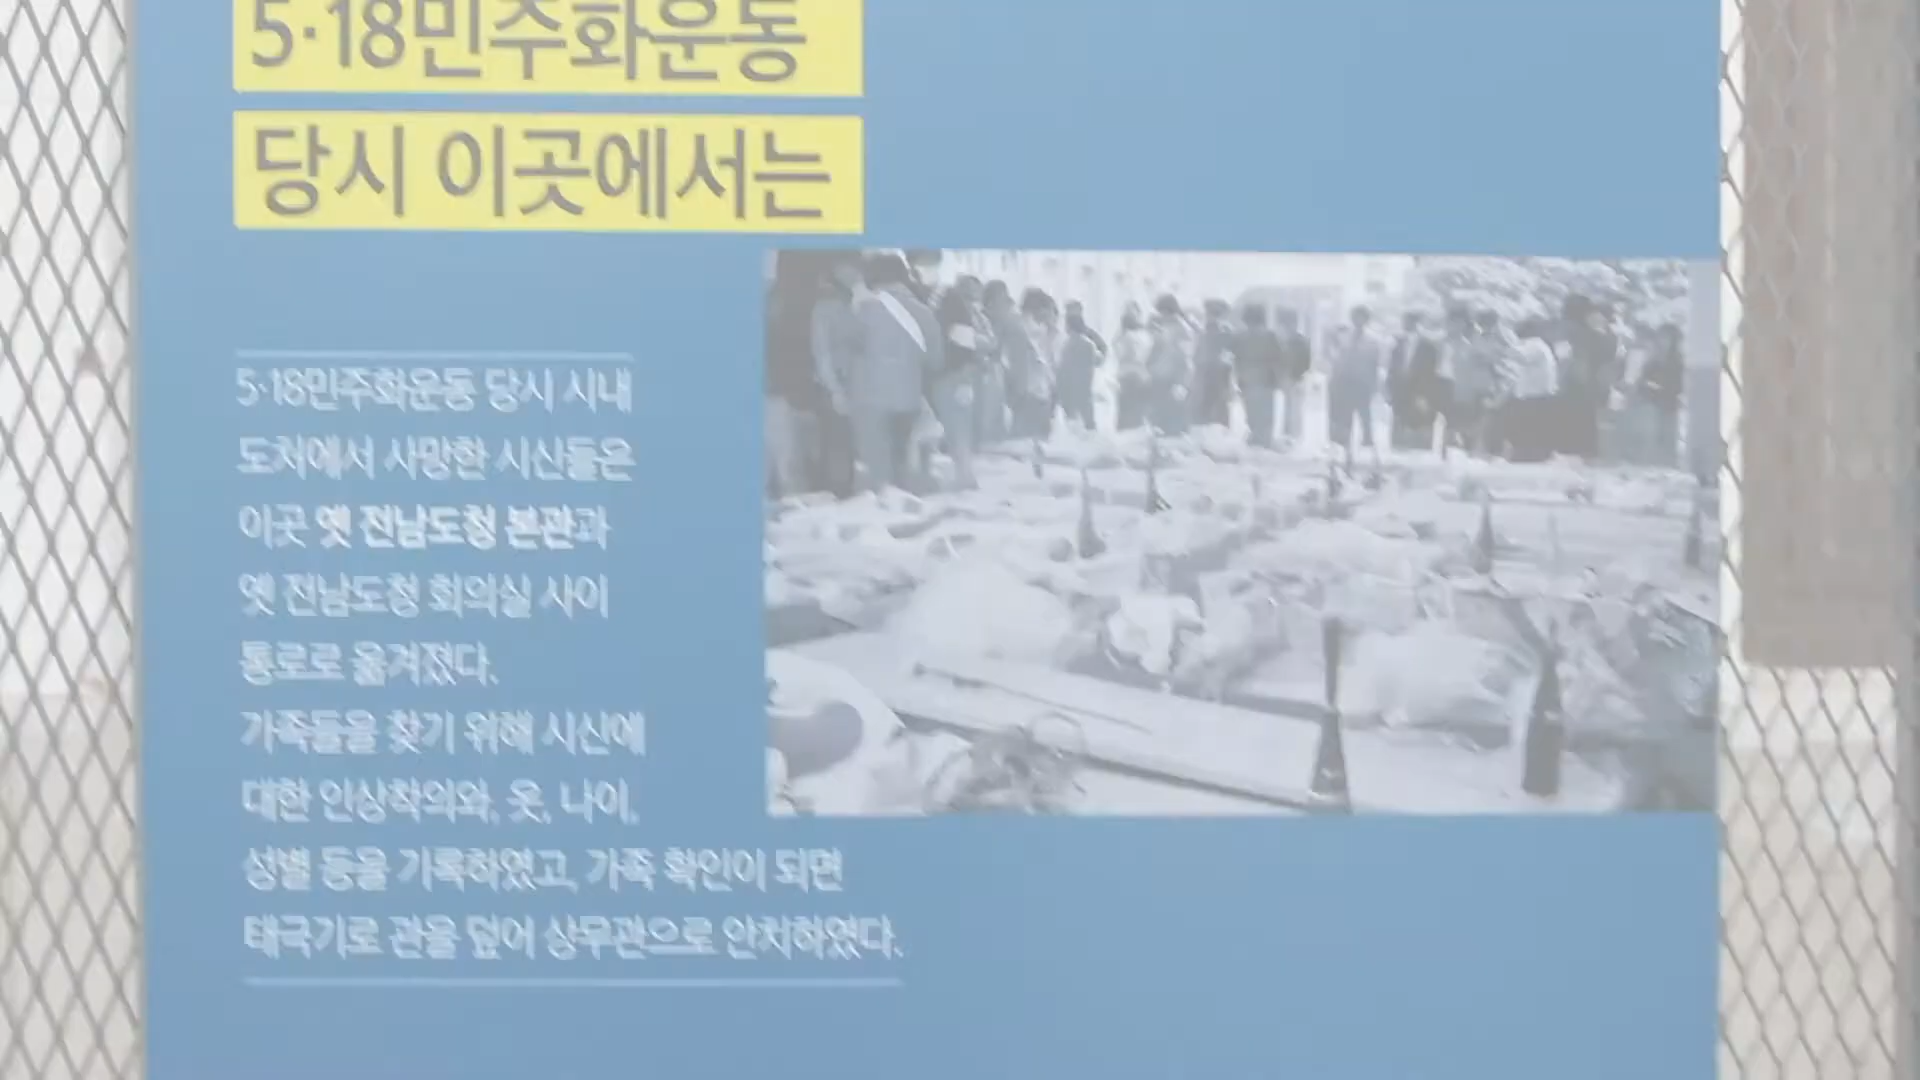 5·18민주화운동
당시 이곳에서는
5·18민주화운동 당시 시내
도처에서 사망한 시신들은
이곳 옛 전남도청 본관과
옛 전남도청 회의실 사이
통로로 옮겨졌다.
가족들을 찾기 위해 시신에
대한 인상착의와, 옷, 나이,
성별 등을 기록하였고, 가족 확인이 되면
태극기로 관을 덮어 상무관으로 안치하였다.